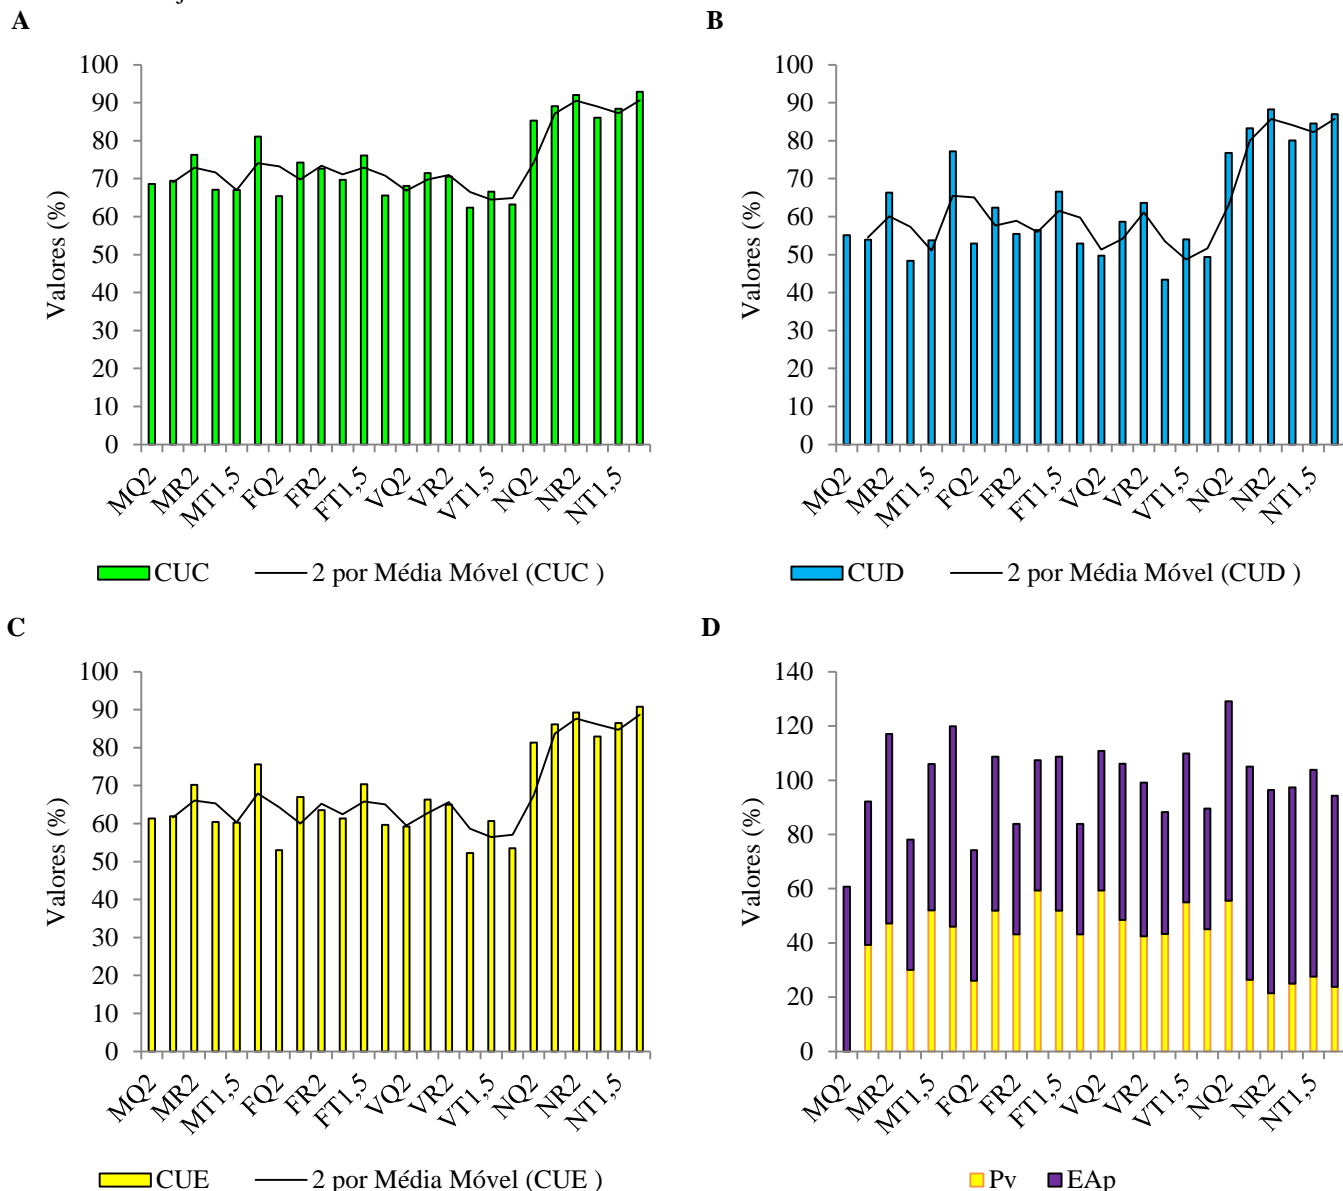 A
Valores (%)
100
90
80
70
60
50
40
30
20
10
0
MQ2 MR2 MT1,5 FQ2 FR2 FT1,5 VQ2 VR2 VT1,5 NQ2 NR2 NT1,5
CUC 2 por Média Móvel (CUC )
B
Valores (%)
100
90
80
70
60
50
40
30
20
10
0
MQ2 MR2 MT1,5 FQ2 FR2 FT1,5 VQ2 VR2 VT1,5 NQ2 NR2 NT1,5
CUD 2 por Média Móvel (CUD )
C
Valores (%)
100
90
80
70
60
50
40
30
20
10
0
MQ2 MR2 MT1,5 FQ2 FR2 FT1,5 VQ2 VR2 VT1,5 NQ2 NR2 NT1,5
CUE 2 por Média Móvel (CUE )
D
Valores (%)
140
120
100
80
60
40
20
0
MQ2 MR2 MT1,5 FQ2 FR2 FT1,5 VQ2 VR2 VT1,5 NQ2 NR2 NT1,5
Pv EAp